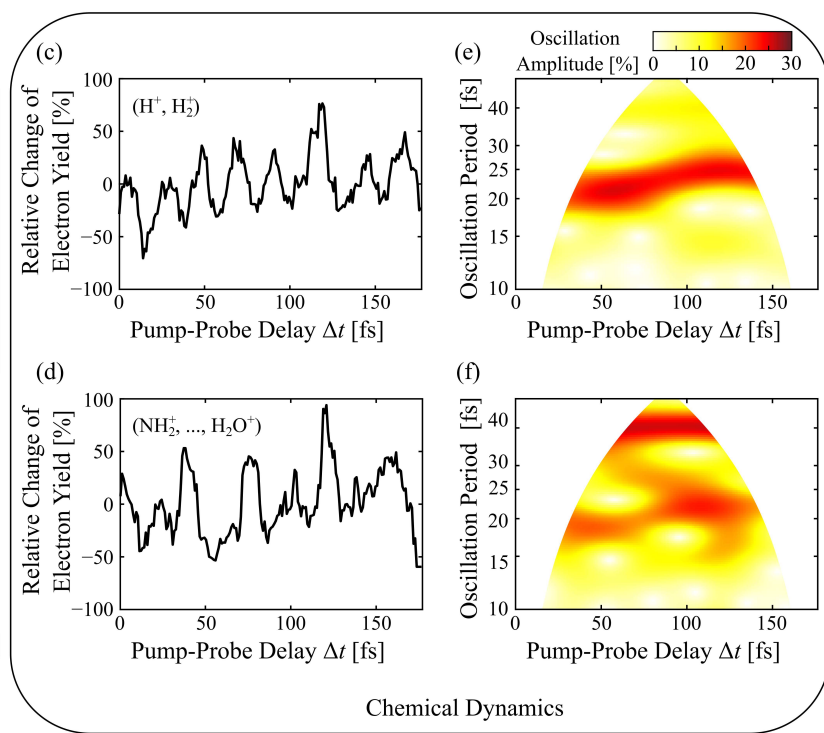 (c)
(e)
Oscillation
Amplitude [%]
0 10 20 30
100
50
0
−50
−100
Relative Change of
Electron Yield [%]
(H⁺, H₂⁺)
0 50 100 150
Pump-Probe Delay Δt [fs]
Oscillation Period [fs]
40
30
25
20
15
10
0 50 100 150
Pump-Probe Delay Δt [fs]
(d)
(f)
100
50
0
−50
−100
Relative Change of
Electron Yield [%]
(NH₂⁺, ..., H₂O⁺)
0 50 100 150
Pump-Probe Delay Δt [fs]
Oscillation Period [fs]
40
30
25
20
15
10
0 50 100 150
Pump-Probe Delay Δt [fs]
Chemical Dynamics